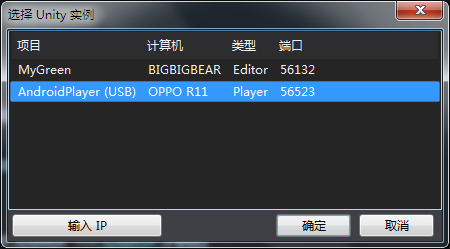 选择 Unity 实例
项目 计算机 类型 端口
MyGreen BIGBIGBEAR Editor 56132
AndroidPlayer (USB) OPPO R11 Player 56523
输入 IP 确定 取消